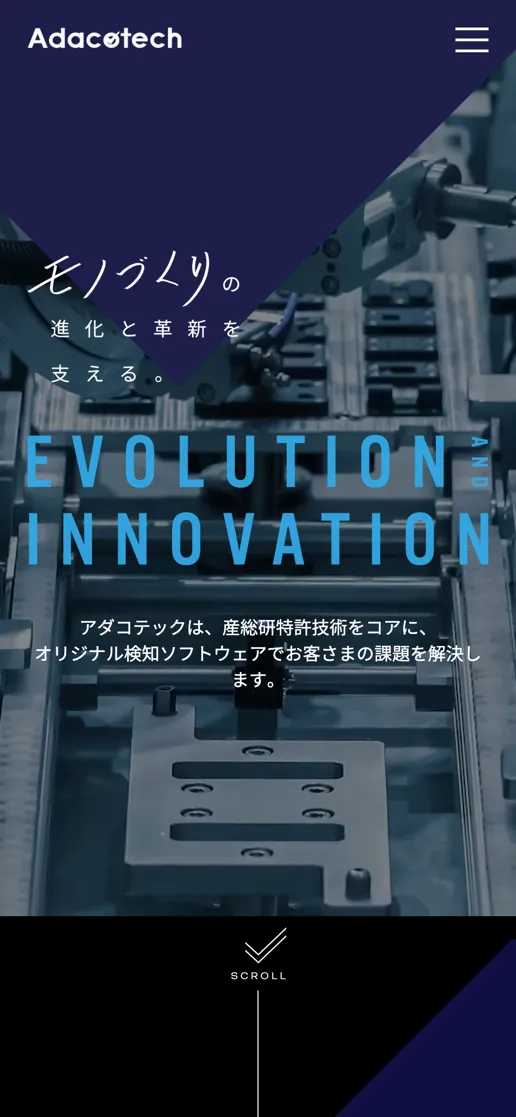 Adacotech
モノづくりの
進化と革新を
支える。
EVOLUTION AND
INNOVATION
アダコテックは、産総研特許技術をコアに、
オリジナル検知ソフトウェアでお客さまの課題を解決し
ます。
SCROLL